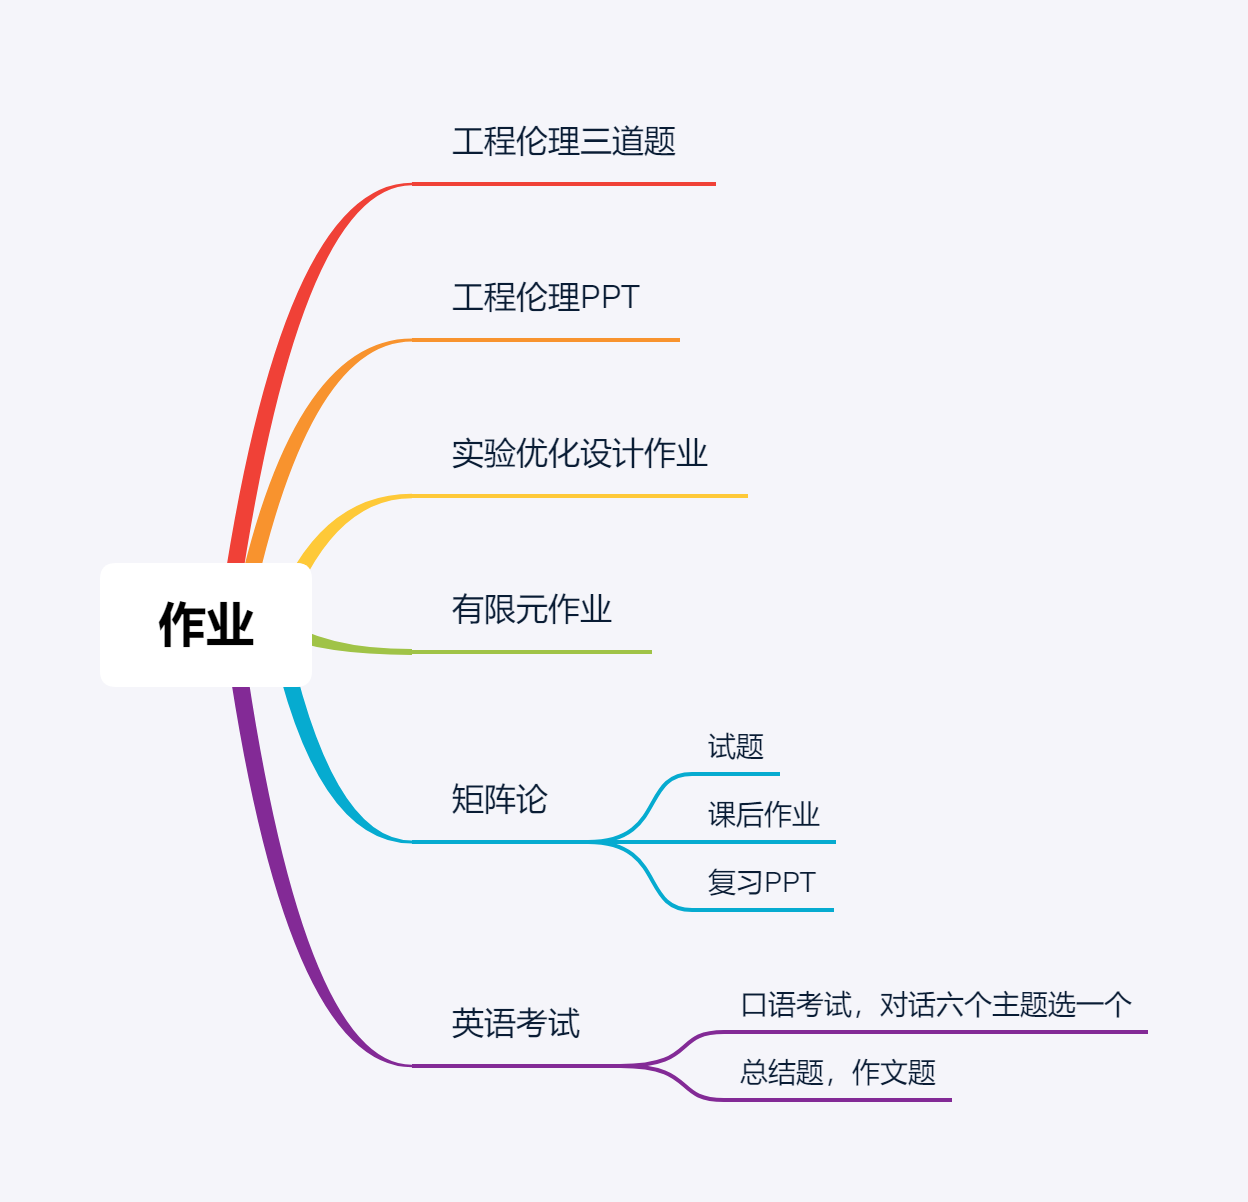 工程伦理三道题
工程伦理PPT
实验优化设计作业
有限元作业
作业
矩阵论
试题
课后作业
复习PPT
英语考试
口语考试，对话六个主题选一个
总结题，作文题